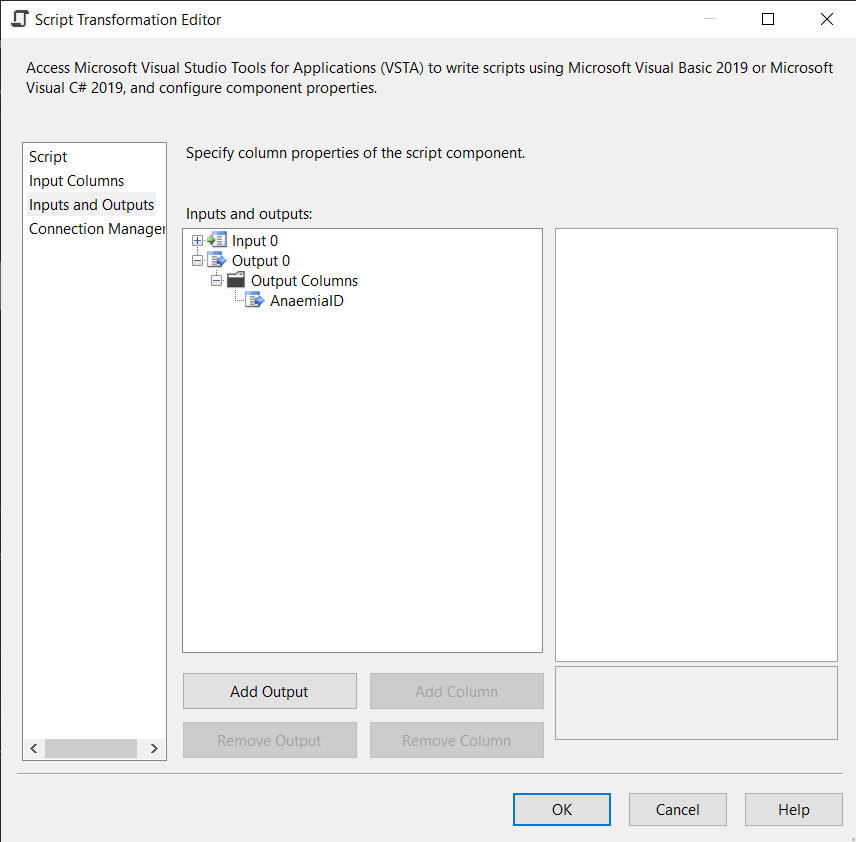 Script Transformation Editor
Access Microsoft Visual Studio Tools for Applications (VSTA) to write scripts using Microsoft Visual Basic 2019 or Microsoft
Visual C# 2019, and configure component properties.
Script
Input Columns
Inputs and Outputs
Connection Manager
Specify column properties of the script component.
Inputs and outputs:
Input 0
Output 0
Output Columns
AnaemiaID
Add Output
Add Column
Remove Output
Remove Column
OK
Cancel
Help